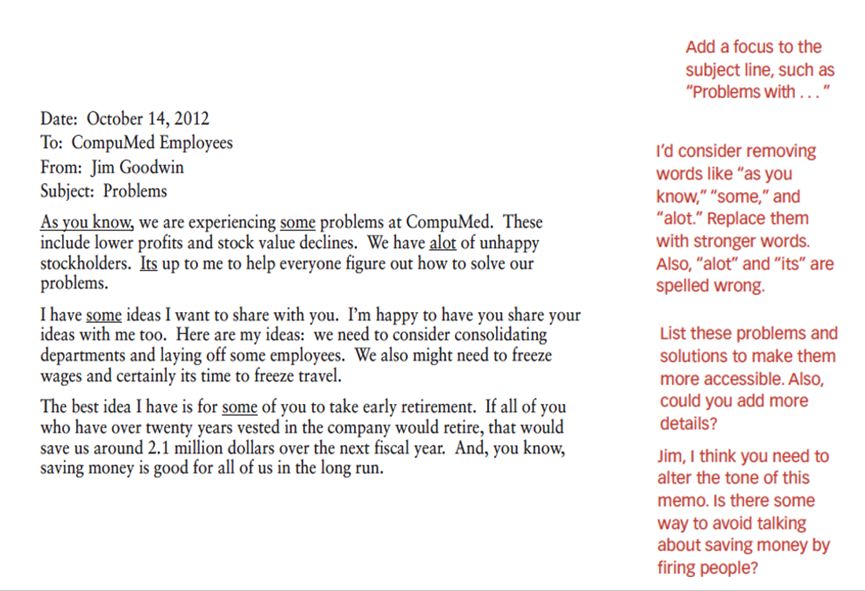 Add a focus to the
subject line, such as
“Problems with . . . ”
Date: October 14, 2012
To: CompuMed Employees
From: Jim Goodwin
Subject: Problems
I’d consider removing
words like “as you
know,” “some,” and
“alot.” Replace them
with stronger words.
Also, “alot” and “its” are
spelled wrong.
As you know, we are experiencing some problems at CompuMed. These
include lower profits and stock value declines. We have alot of unhappy
stockholders. Its up to me to help everyone figure out how to solve our
problems.
I have some ideas I want to share with you. I’m happy to have you share your
ideas with me too. Here are my ideas: we need to consider consolidating
departments and laying off some employees. We also might need to freeze
wages and certainly its time to freeze travel.
List these problems and
solutions to make them
more accessible. Also,
could you add more
details?
The best idea I have is for some of you to take early retirement. If all of you
who have over twenty years vested in the company would retire, that would
save us around 2.1 million dollars over the next fiscal year. And, you know,
saving money is good for all of us in the long run.
Jim, I think you need to
alter the tone of this
memo. Is there some
way to avoid talking
about saving money by
firing people?